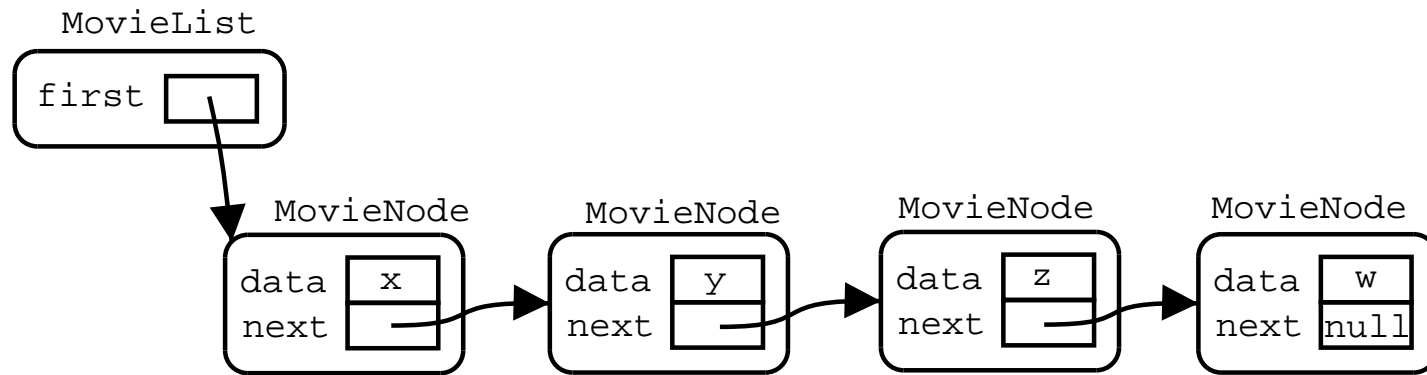 MovieList
first
MovieNode MovieNode MovieNode MovieNode
data x data y data z data w
next next next next null